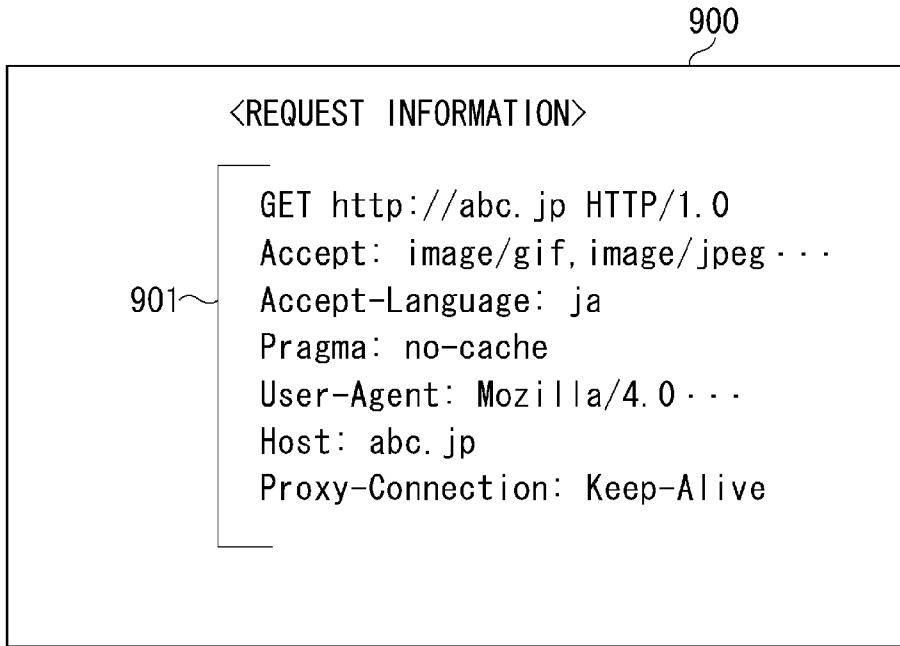 900
<REQUEST INFORMATION>
GET http://abc.jp HTTP/1.0
Accept: image/gif,image/jpeg···
901
Accept-Language: ja
Pragma: no-cache
User-Agent: Mozilla/4.0···
Host: abc.jp
Proxy-Connection: Keep-Alive